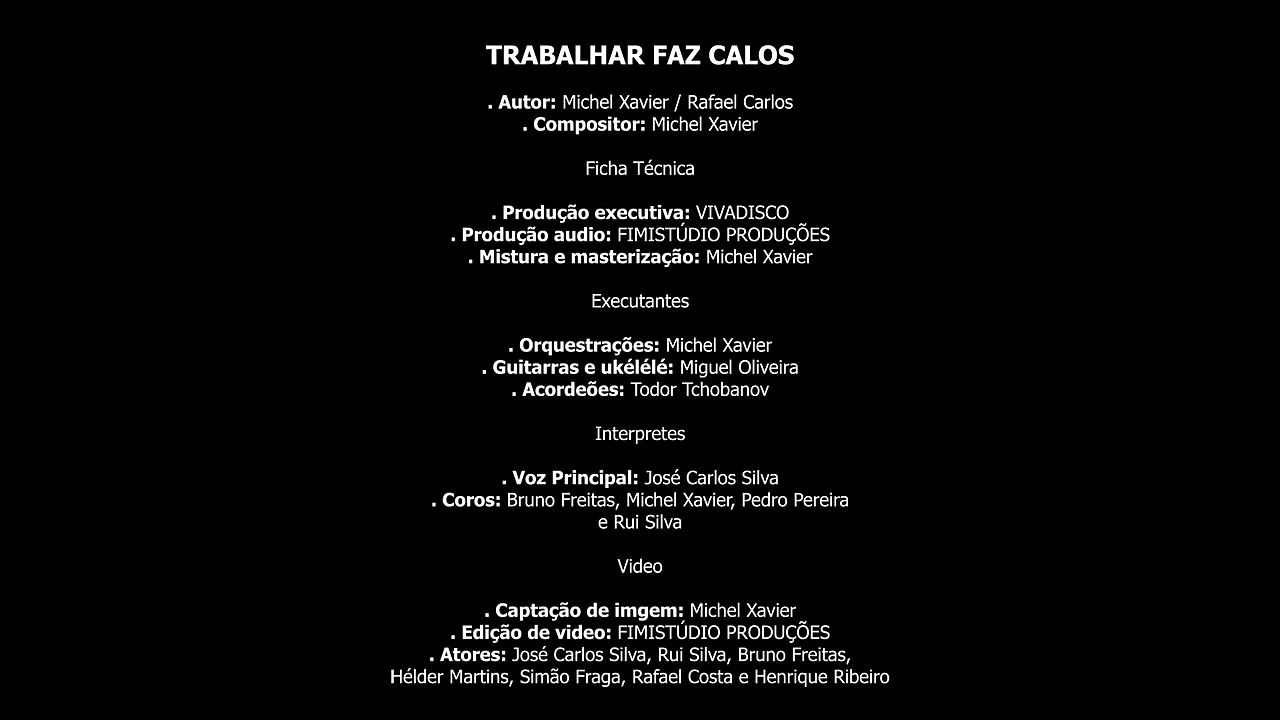 TRABALHAR FAZ CALOS
. Autor: Michel Xavier / Rafael Carlos
. Compositor: Michel Xavier
Ficha Técnica
. Produção executiva: VIVADISCO
. Produção audio: FIMISTÚDIO PRODUÇÕES
. Mistura e masterização: Michel Xavier
Executantes
. Orquestrações: Michel Xavier
. Guitarras e ukélélé: Miguel Oliveira
. Acordeões: Todor Tchobanov
Interpretes
. Voz Principal: José Carlos Silva
. Coros: Bruno Freitas, Michel Xavier, Pedro Pereira
e Rui Silva
Video
. Captação de imgem: Michel Xavier
. Edição de video: FIMISTÚDIO PRODUÇÕES
. Atores: José Carlos Silva, Rui Silva, Bruno Freitas,
Hélder Martins, Simão Fraga, Rafael Costa e Henrique Ribeiro